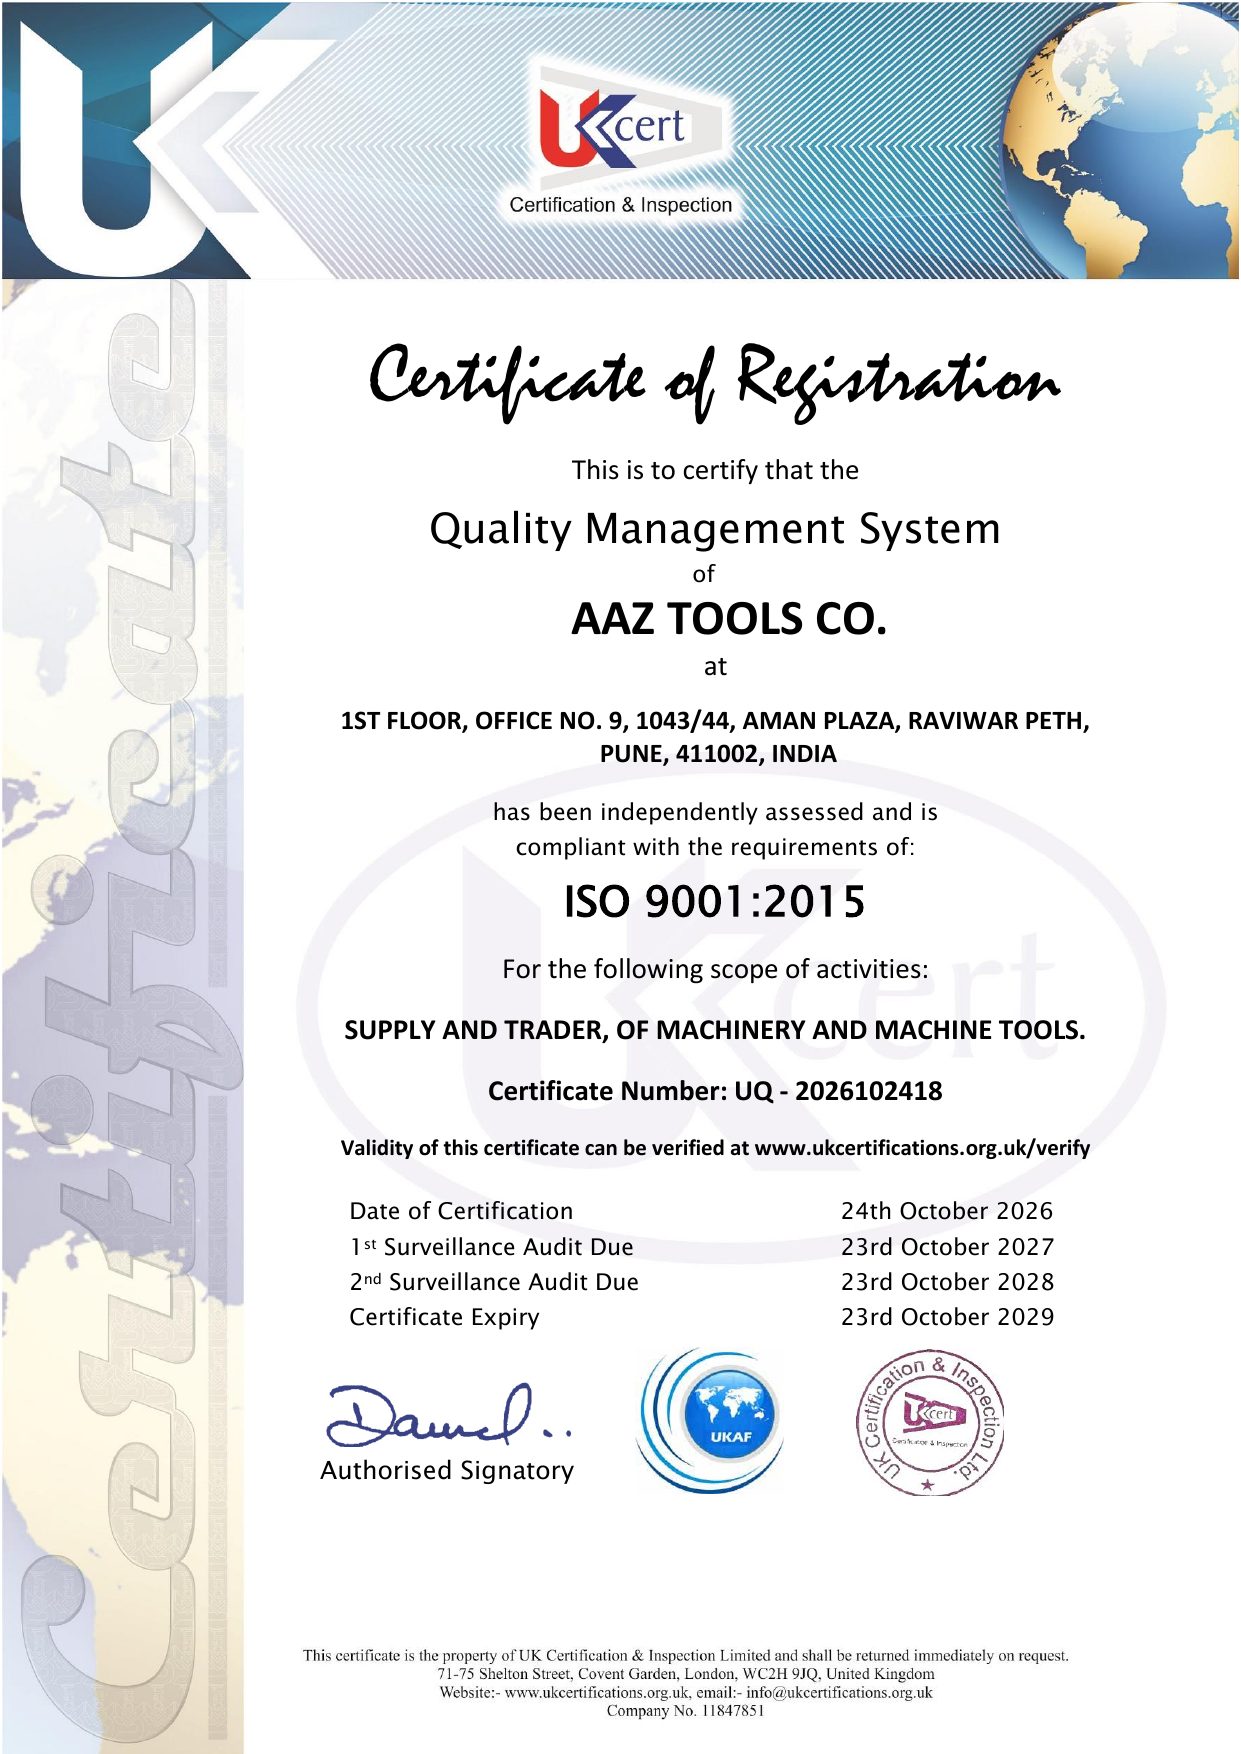 UK
UKcert
Certification & Inspection
Certificate
Certificate of Registration
This is to certify that the
Quality Management System
of
AAZ TOOLS CO.
at
1ST FLOOR, OFFICE NO. 9, 1043/44, AMAN PLAZA, RAVIWAR PETH,
PUNE, 411002, INDIA
has been independently assessed and is
compliant with the requirements of:
ISO 9001:2015
For the following scope of activities:
SUPPLY AND TRADER, OF MACHINERY AND MACHINE TOOLS.
Certificate Number: UQ - 2026102418
Validity of this certificate can be verified at www.ukcertifications.org.uk/verify
Date of Certification 24th October 2026
1st Surveillance Audit Due 23rd October 2027
2nd Surveillance Audit Due 23rd October 2028
Certificate Expiry 23rd October 2029
UKAF
UK Certification & Inspection Ltd.
UKcert
Certification & Inspection
Authorised Signatory
This certificate is the property of UK Certification & Inspection Limited and shall be returned immediately on request.
71-75 Shelton Street, Covent Garden, London, WC2H 9JQ, United Kingdom
Website:- www.ukcertifications.org.uk, email:- info@ukcertifications.org.uk
Company No. 11847851